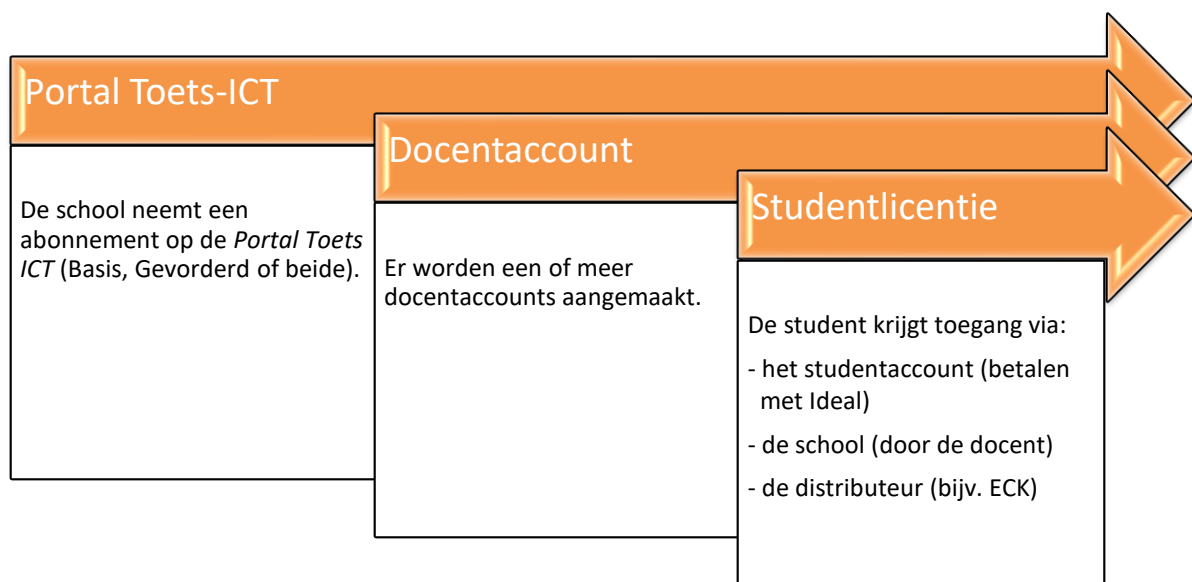 Portal Toets-ICT
De school neemt een
abonnement op de Portal Toets
ICT (Basis, Gevorderd of beide).
Docentaccount
Er worden een of meer
docentaccounts aangemaakt.
Studentlicentie
De student krijgt toegang via:
- het studentaccount (betalen
met Ideal)
- de school (door de docent)
- de distributeur (bijv. ECK)